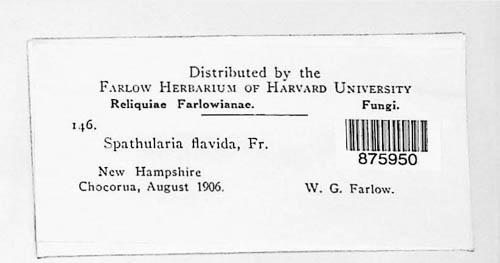 Distributed by the
Farlow Herbarium of Harvard University
Reliquiae Farlowianae. Fungi.
146.
Spathularia flavida, Fr.
875950
New Hampshire
Chocorua, August 1906. W. G. Farlow.